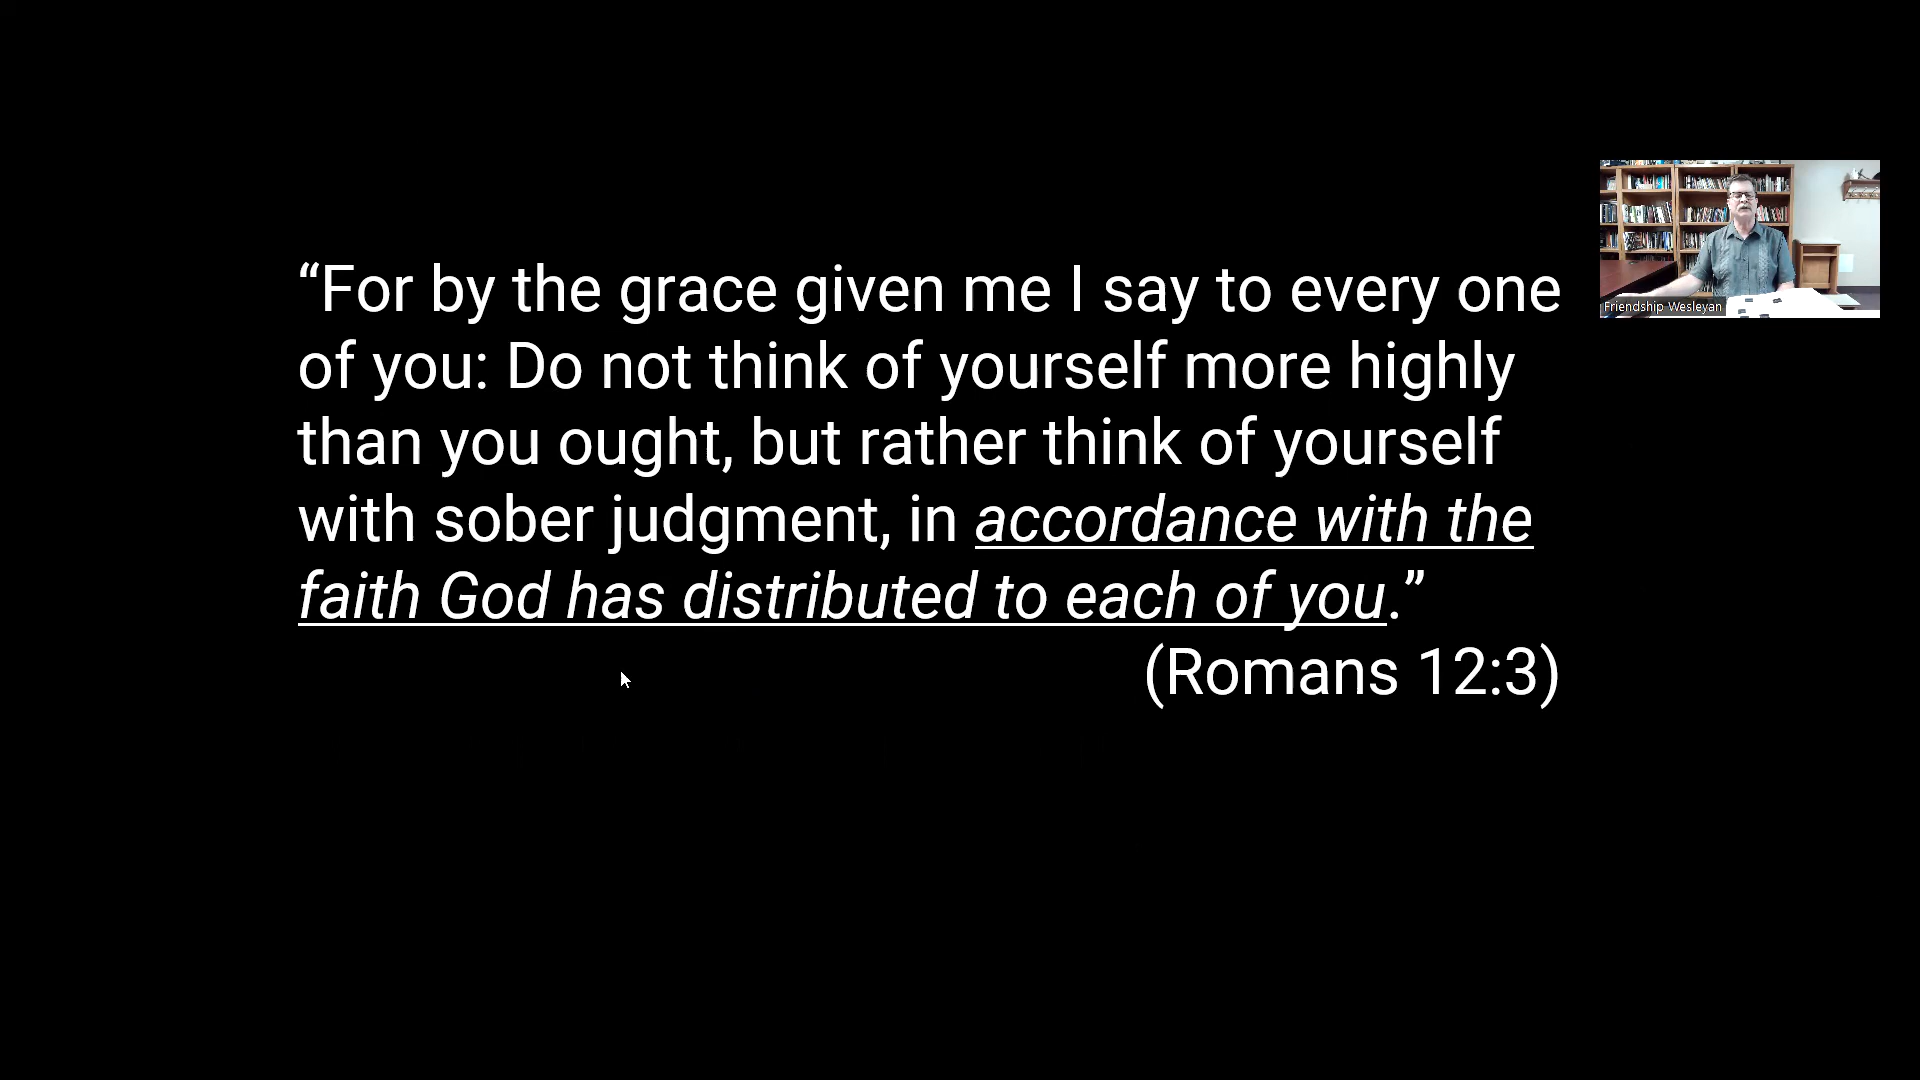 “For by the grace given me I say to every one
of you: Do not think of yourself more highly
than you ought, but rather think of yourself
with sober judgment, in accordance with the
faith God has distributed to each of you.”
(Romans 12:3)
Friendship Wesleyan